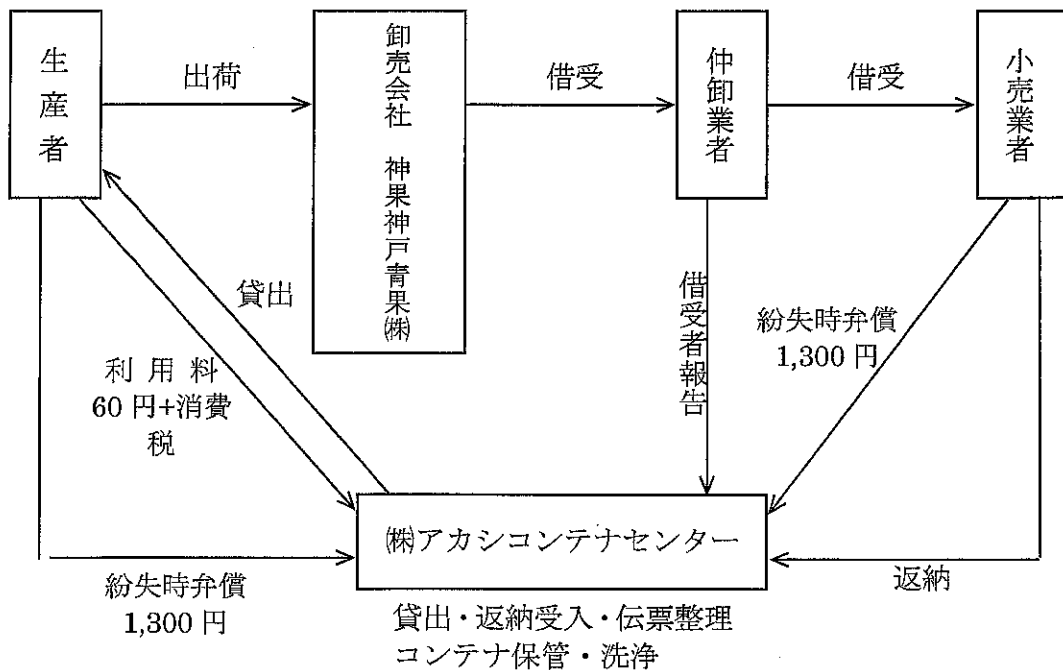 生産者
出荷
卸売会社 神果神戸青果㈱
借受
仲卸業者
借受
小売業者
貸出
利用料
60円+消費
税
借受者報告
紛失時弁償
1,300円
㈱アカシコンテナセンター
紛失時弁償
1,300円
返納
貸出・返納受入・伝票整理
コンテナ保管・洗浄